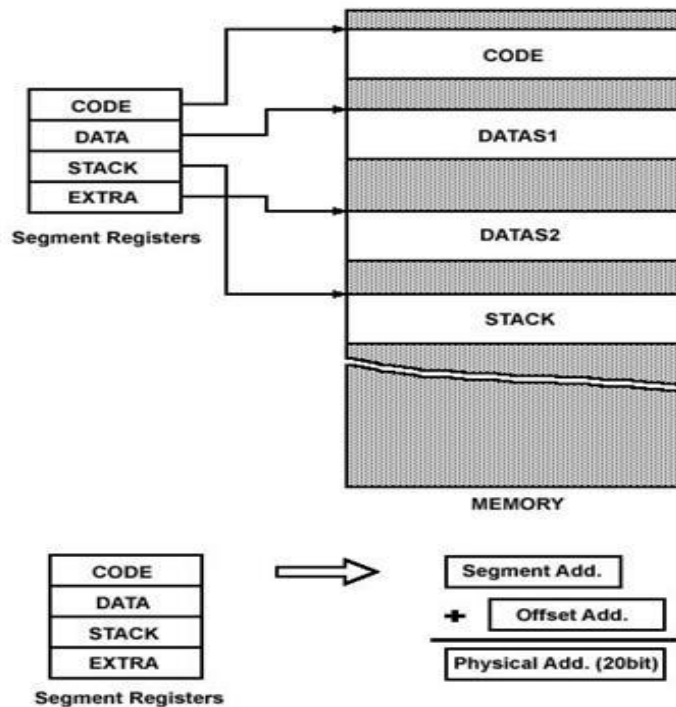 CODE
DATA
STACK
EXTRA
Segment Registers
CODE
DATAS1
DATAS2
STACK
MEMORY
CODE
DATA
STACK
EXTRA
Segment Registers
Segment Add.
+ Offset Add.
Physical Add. (20bit)